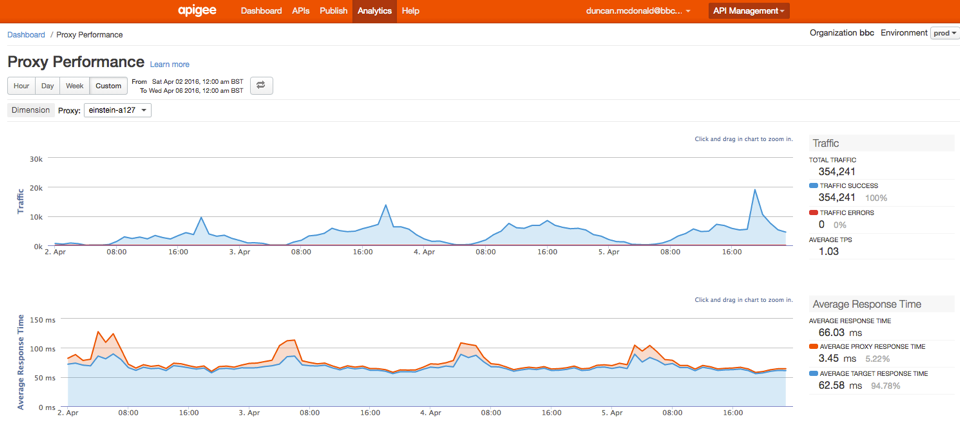 apigee Dashboard APIs Publish Analytics Help duncan.mcdonald@bbc... API Management
Dashboard / Proxy Performance Organization bbc Environment prod
Proxy Performance Learn more
Hour Day Week Custom From Sat Apr 02 2016, 12:00 am BST
To Wed Apr 06 2016, 12:00 am BST
Dimension Proxy: einstein-a127
Click and drag in chart to zoom in.
Traffic
30k
20k
10k
0k
2. Apr 08:00 16:00 3. Apr 08:00 16:00 4. Apr 08:00 16:00 5. Apr 08:00 16:00
Traffic
TOTAL TRAFFIC
354,241
TRAFFIC SUCCESS
354,241 100%
TRAFFIC ERRORS
0 0%
AVERAGE TPS
1.03
Click and drag in chart to zoom in.
Average Response Time
150 ms
100 ms
50 ms
0 ms
2. Apr 08:00 16:00 3. Apr 08:00 16:00 4. Apr 08:00 16:00 5. Apr 08:00 16:00
Average Response Time
AVERAGE RESPONSE TIME
66.03 ms
AVERAGE PROXY RESPONSE TIME
3.45 ms 5.22%
AVERAGE TARGET RESPONSE TIME
62.58 ms 94.78%